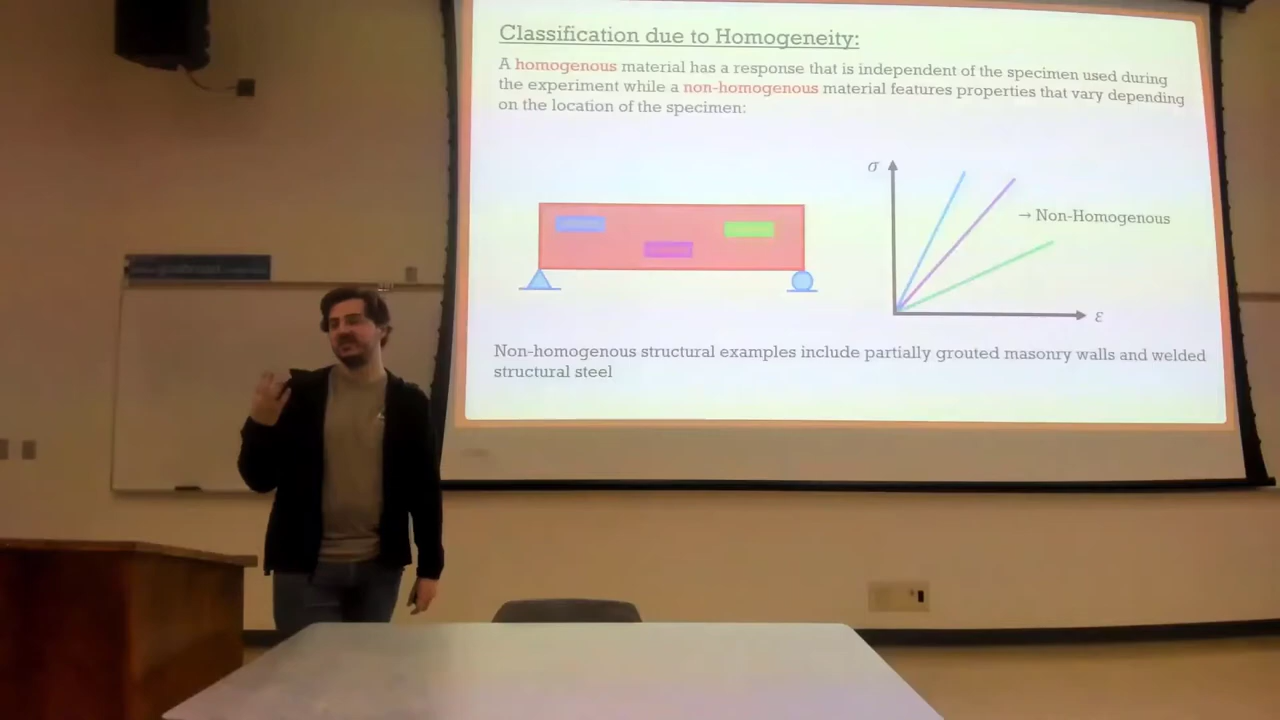 Classification due to Homogeneity:
A homogenous material has a response that is independent of the specimen used during
the experiment while a non-homogenous material features properties that vary depending
on the location of the specimen:
σ
→ Non-Homogenous
ε
Non-homogenous structural examples include partially grouted masonry walls and welded
structural steel